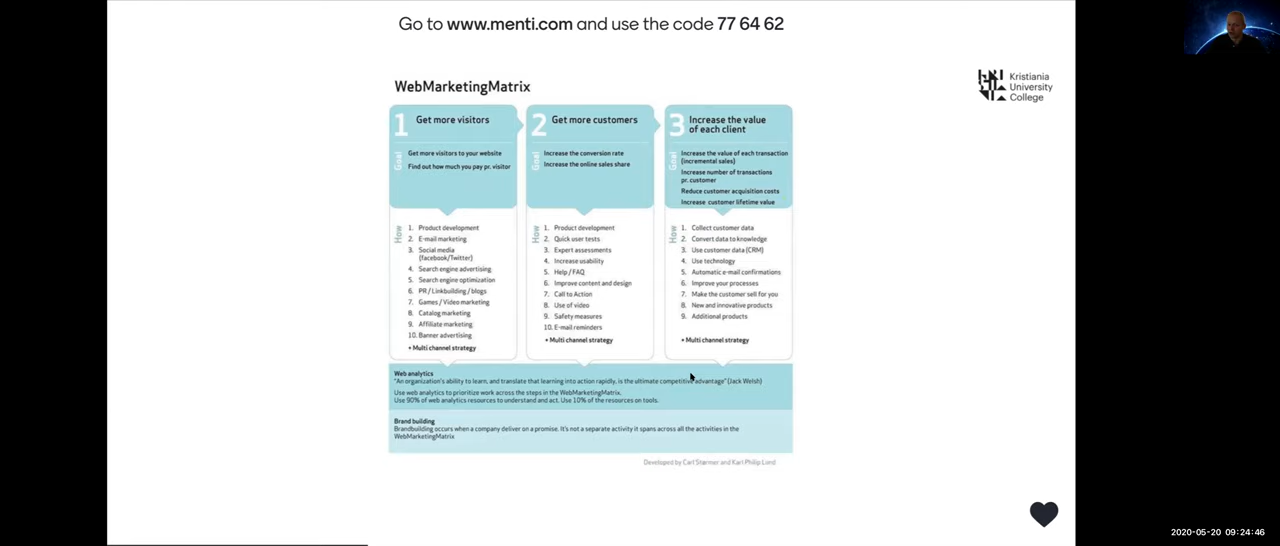 Go to www.menti.com and use the code 77 64 62
Kristiania
University
College
WebMarketingMatrix
1 Get more visitors
Goal
Get more visitors to your website
Find out how much you pay pr. visitor
How
1. Product development
2. E-mail marketing
3. Social media
(facebook/Twitter)
4. Search engine advertising
5. Search engine optimization
6. PR / Linkbuilding / blogs
7. Games / Video marketing
8. Catalog marketing
9. Affiliate marketing
10. Banner advertising
• Multi channel strategy
2 Get more customers
Goal
Increase the conversion rate
Increase the online sales share
How
1. Product development
2. Quick user tests
3. Expert assessments
4. Increase usability
5. Help / FAQ
6. Improve content and design
7. Call to Action
8. Use of video
9. Safety measures
10. E-mail reminders
• Multi channel strategy
3 Increase the value
of each client
Goal
Increase the value of each transaction
(incremental sales)
Increase number of transactions
pr. customer
Reduce customer acquisition costs
Increase customer lifetime value
How
1. Collect customer data
2. Convert data to knowledge
3. Use customer data (CRM)
4. Use technology
5. Automatic e-mail confirmations
6. Improve your processes
7. Make the customer sell for you
8. New and innovative products
9. Additional products
• Multi channel strategy
Web analytics
"An organization's ability to learn, and translate that learning into action rapidly, is the ultimate competitive advantage" (Jack Welsh)
Use web analytics to prioritize work across the steps in the WebMarketingMatrix.
Use 90% of web analytics resources to understand and act. Use 10% of the resources on tools.
Brand building
Brandbuilding occurs when a company deliver on a promise. It's not a separate activity it spans across all the activities in the
WebMarketingMatrix
Developed by Carl Størmer and Karl Philip Lund
2020-05-20 09:24:46